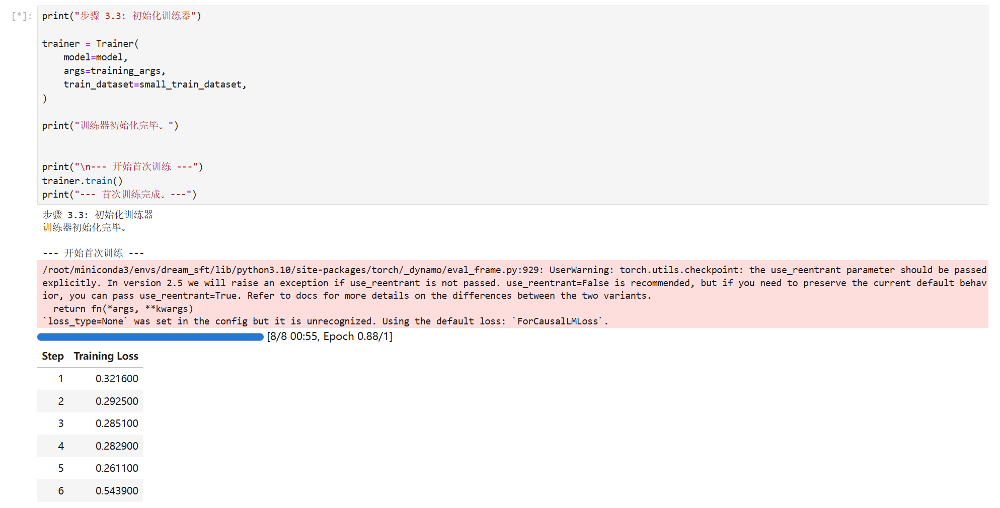 [*]:
print("步骤 3.3: 初始化训练器")
trainer = Trainer(
    model=model,
    args=training_args,
    train_dataset=small_train_dataset,
)
print("训练器初始化完毕。")
print("\n--- 开始首次训练 ---")
trainer.train()
print("--- 首次训练完成。---")
步骤 3.3: 初始化训练器
训练器初始化完毕。
--- 开始首次训练 ---
/root/miniconda3/envs/dream_sft/lib/python3.10/site-packages/torch/_dynamo/eval_frame.py:929: UserWarning: torch.utils.checkpoint: the use_reentrant parameter should be passed
explicitly. In version 2.5 we will raise an exception if use_reentrant is not passed. use_reentrant=False is recommended, but if you need to preserve the current default behav
ior, you can pass use_reentrant=True. Refer to docs for more details on the differences between the two variants.
  return fn(*args, **kwargs)
`loss_type=None` was set in the config but it is unrecognized. Using the default loss: `ForCausalLMLoss`.
[8/8 00:55, Epoch 0.88/1]
Step Training Loss
1 0.321600
2 0.292500
3 0.285100
4 0.282900
5 0.261100
6 0.543900